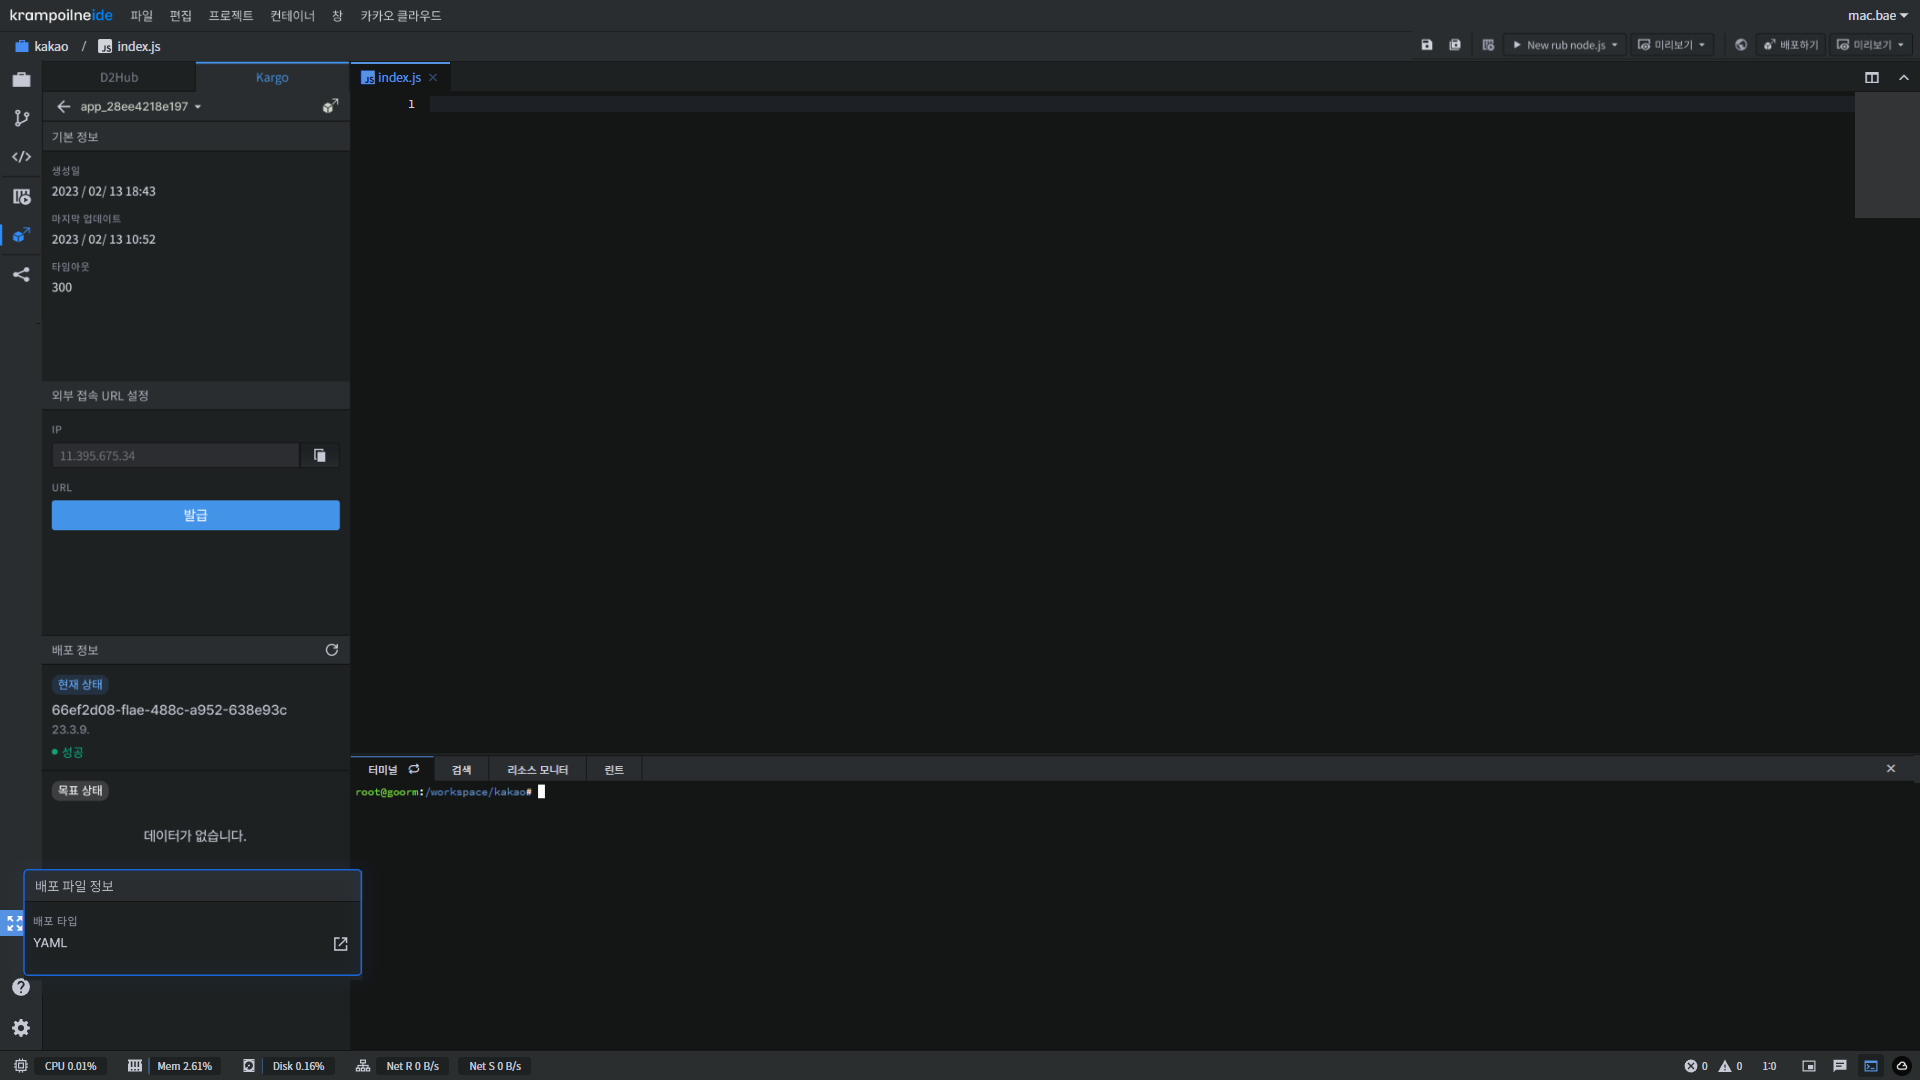 krampoilneide 파일 편집 프로젝트 컨테이너 창 카카오 클라우드 mac.bae
kakao / index.js
New rub node.js 미리보기 배포하기 미리보기
D2Hub Kargo
index.js
app_28ee4218e197
1
기본 정보
생성일
2023 / 02/ 13 18:43
마지막 업데이트
2023 / 02/ 13 10:52
타임아웃
300
외부 접속 URL 설정
IP
11.395.675.34
URL
발급
배포 정보
현재 상태
66ef2d08-flae-488c-a952-638e93c
23.3.9.
성공
목표 상태
데이터가 없습니다.
배포 파일 정보
배포 타입
YAML
터미널 검색 리소스 모니터 린트
root@goorm:/workspace/kakao#
CPU 0.01% Mem 2.61% Disk 0.16% Net R 0 B/s Net S 0 B/s 0 0 1:0